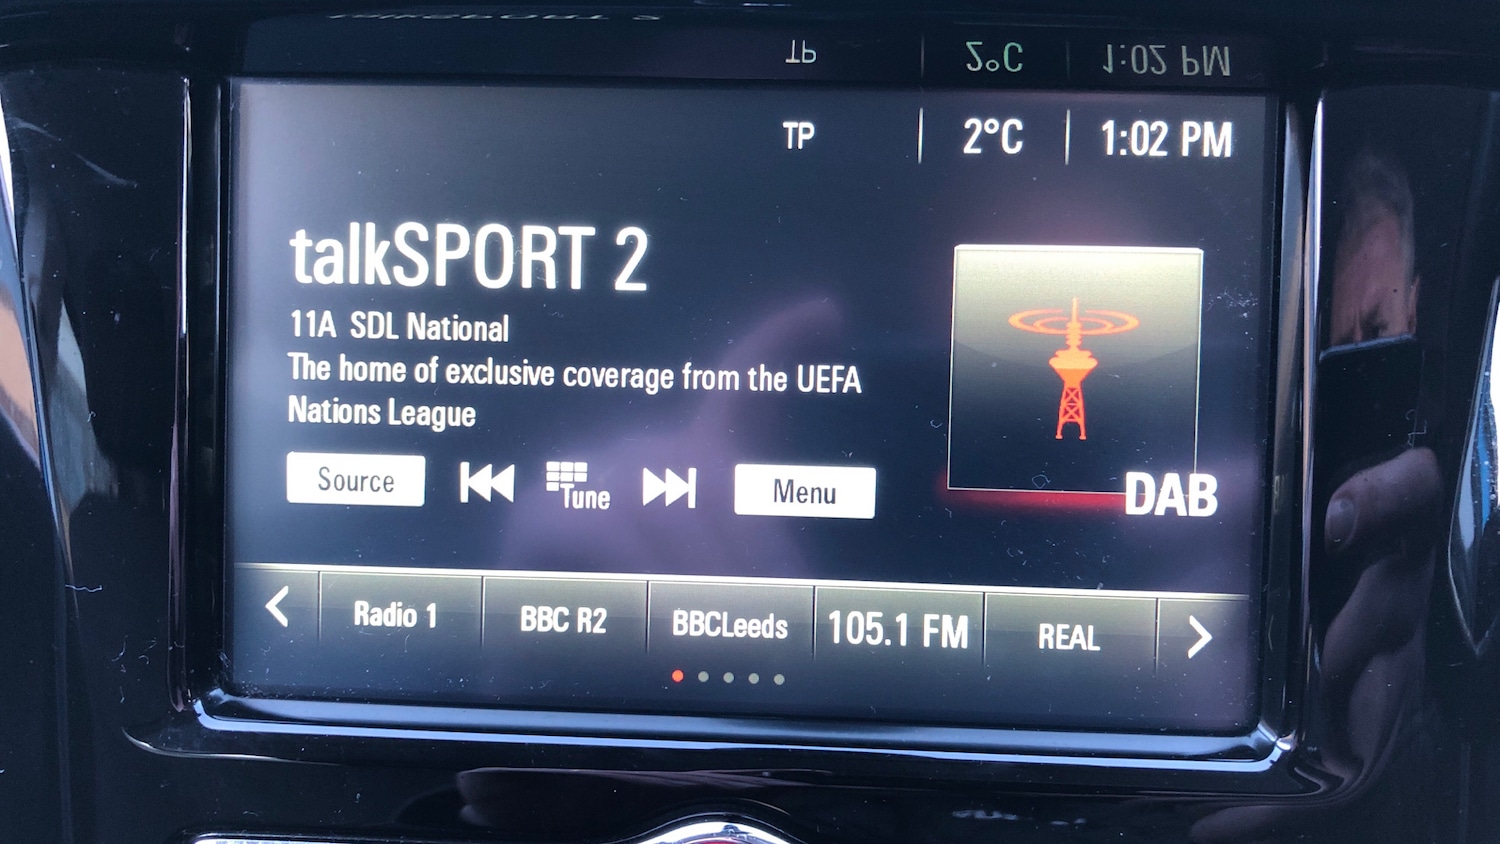 TP 2°C 1:02 PM
talkSPORT 2
11A SDL National
The home of exclusive coverage from the UEFA
Nations League
Source Tune Menu
DAB
Radio 1 BBC R2 BBCLeeds 105.1 FM REAL